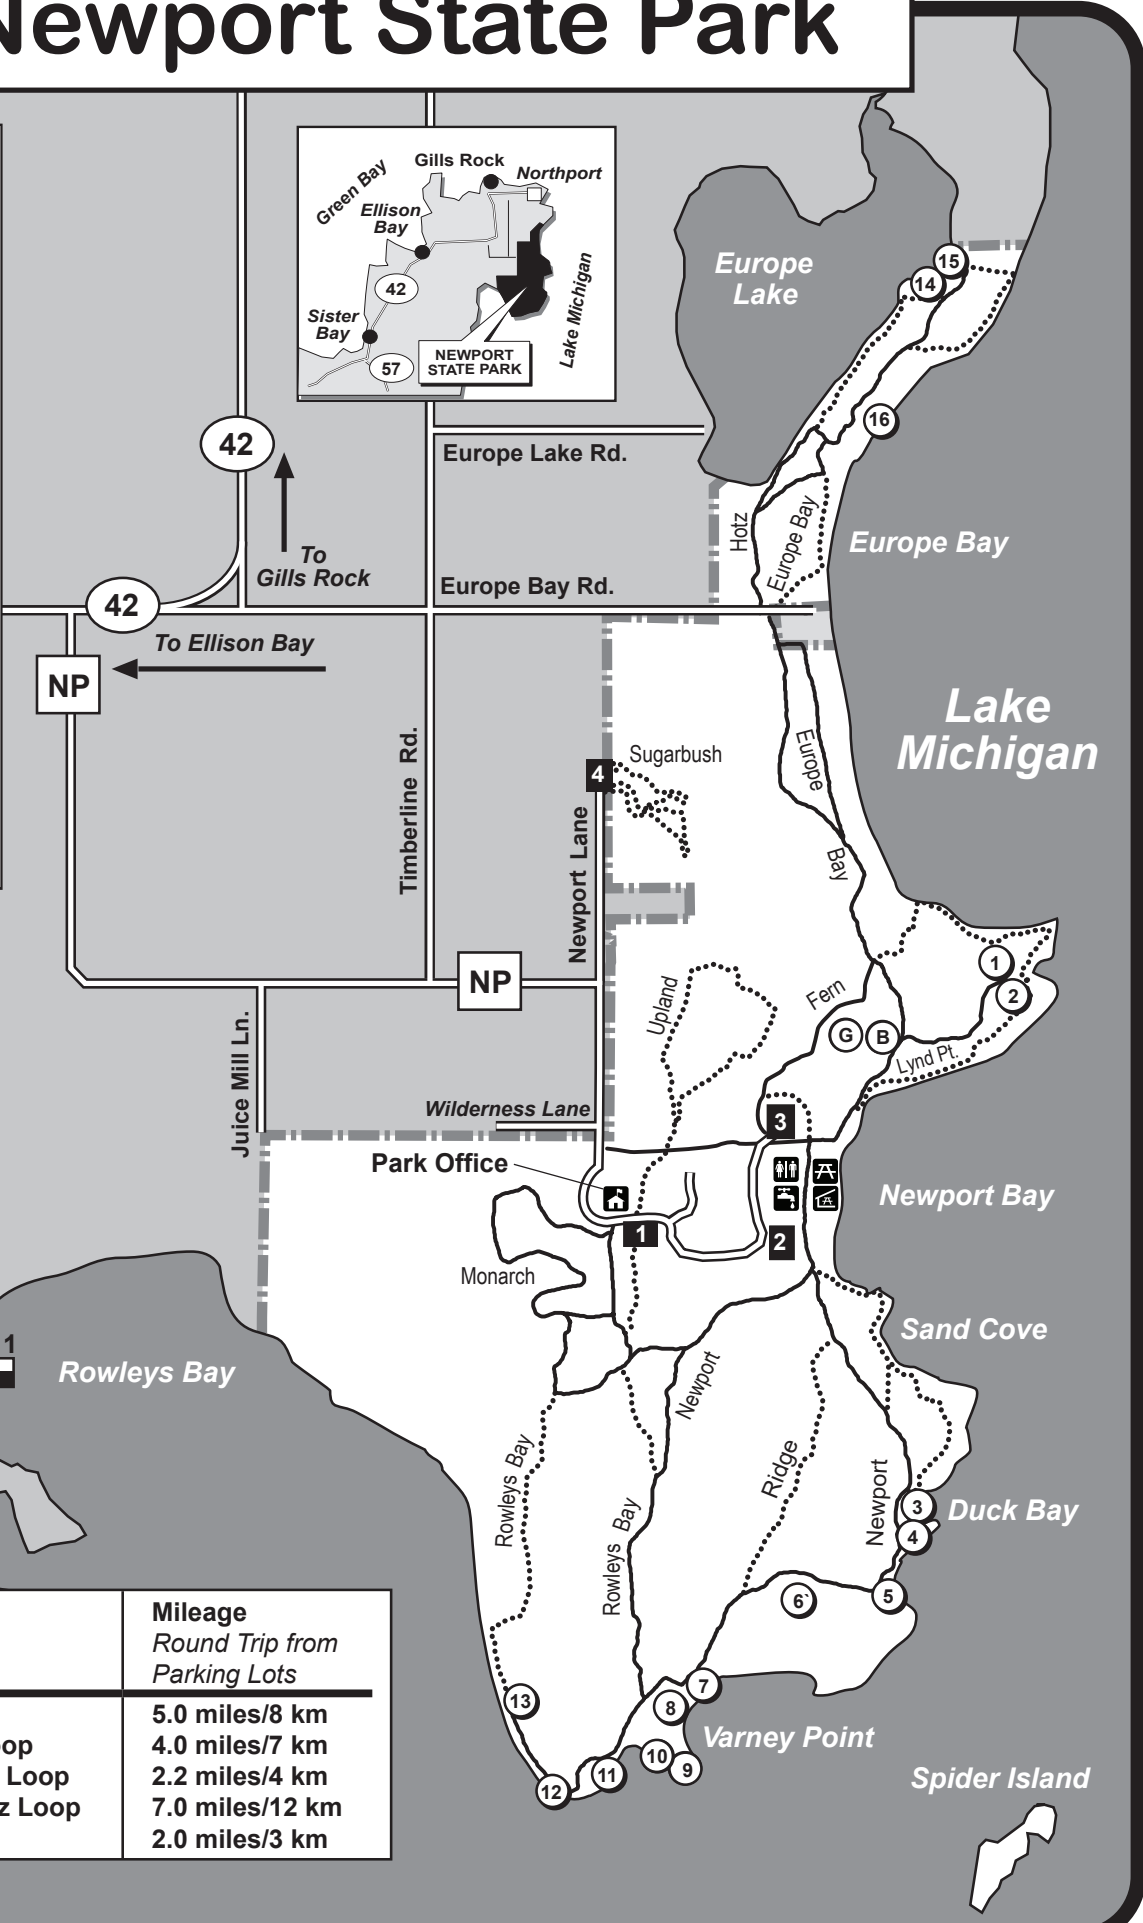 Newport State Park
Green Bay
Gills Rock
Northport
Ellison
Bay
42
Sister
Bay
57
Lake Michigan
NEWPORT
STATE PARK
Europe
Lake
15
14
16
42
To
Gills Rock
Europe Lake Rd.
Hotz
Europe Bay
Europe Bay
Europe Bay Rd.
42
To Ellison Bay
NP
Lake
Michigan
Timberline Rd.
4
Sugarbush
Newport Lane
Europe
Bay
NP
Upland
Fern
1
2
G
B
Lynd Pt.
Juice Mill Ln.
Wilderness Lane
3
Park Office
Newport Bay
1
2
Monarch
Sand Cove
1
Rowleys Bay
Newport
Rowleys Bay
Ridge
Newport
3
Duck Bay
4
Rowleys Bay
5
6`
7
13
8
Varney Point
10
9
11
12
Spider Island
Mileage
Round Trip from
Parking Lots
5.0 miles/8 km
oop 4.0 miles/7 km
Loop 2.2 miles/4 km
z Loop 7.0 miles/12 km
2.0 miles/3 km